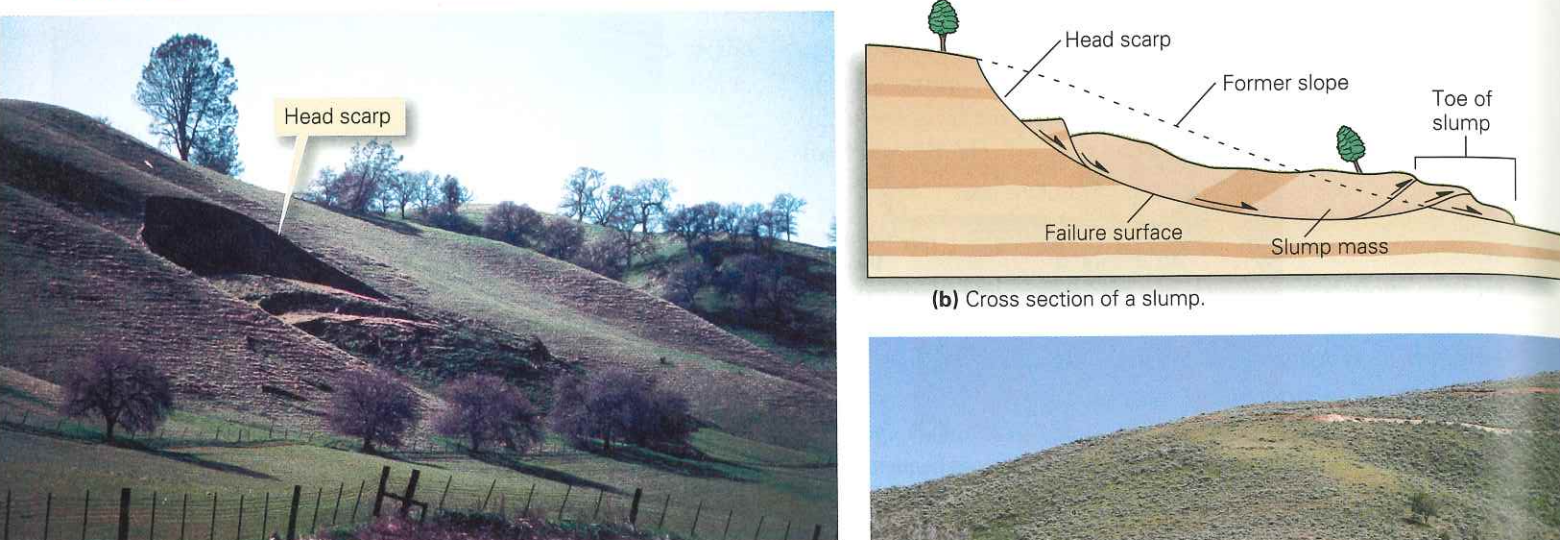 Head scarp
Head scarp
Former slope
Toe of
slump
Failure surface
Slump mass
(b) Cross section of a slump.